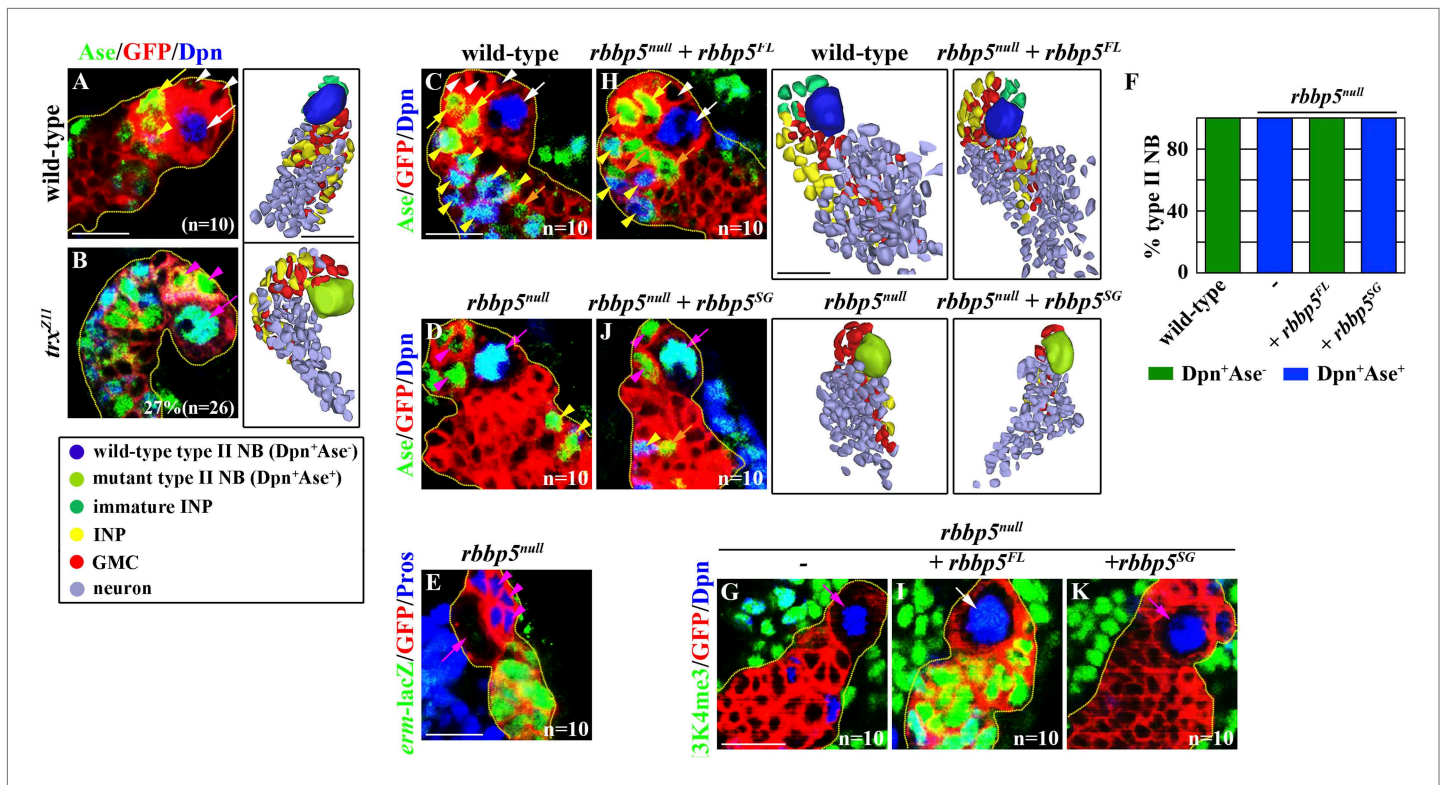 Ase/GFP/Dpn
wild-type
A
(n=10)
trx^Z11
B
27%(n=26)
wild-type type II NB (Dpn⁺Ase⁻)
mutant type II NB (Dpn⁺Ase⁺)
immature INP
INP
GMC
neuron
wild-type
rbbp5^null + rbbp5^FL
wild-type
rbbp5^null + rbbp5^FL
Ase/GFP/Dpn
C
n=10
H
n=10
rbbp5^null
rbbp5^null + rbbp5^SG
rbbp5^null
rbbp5^null + rbbp5^SG
Ase/GFP/Dpn
D
n=10
J
n=10
rbbp5^null
erm-lacZ/GFP/Pros
E
n=10
F
rbbp5^null
% type II NB
80
40
0
wild-type
-
+ rbbp5^FL
+ rbbp5^SG
Dpn⁺Ase⁻
Dpn⁺Ase⁺
rbbp5^null
-
+ rbbp5^FL
+rbbp5^SG
3K4me3/GFP/Dpn
G
n=10
I
n=10
K
n=10